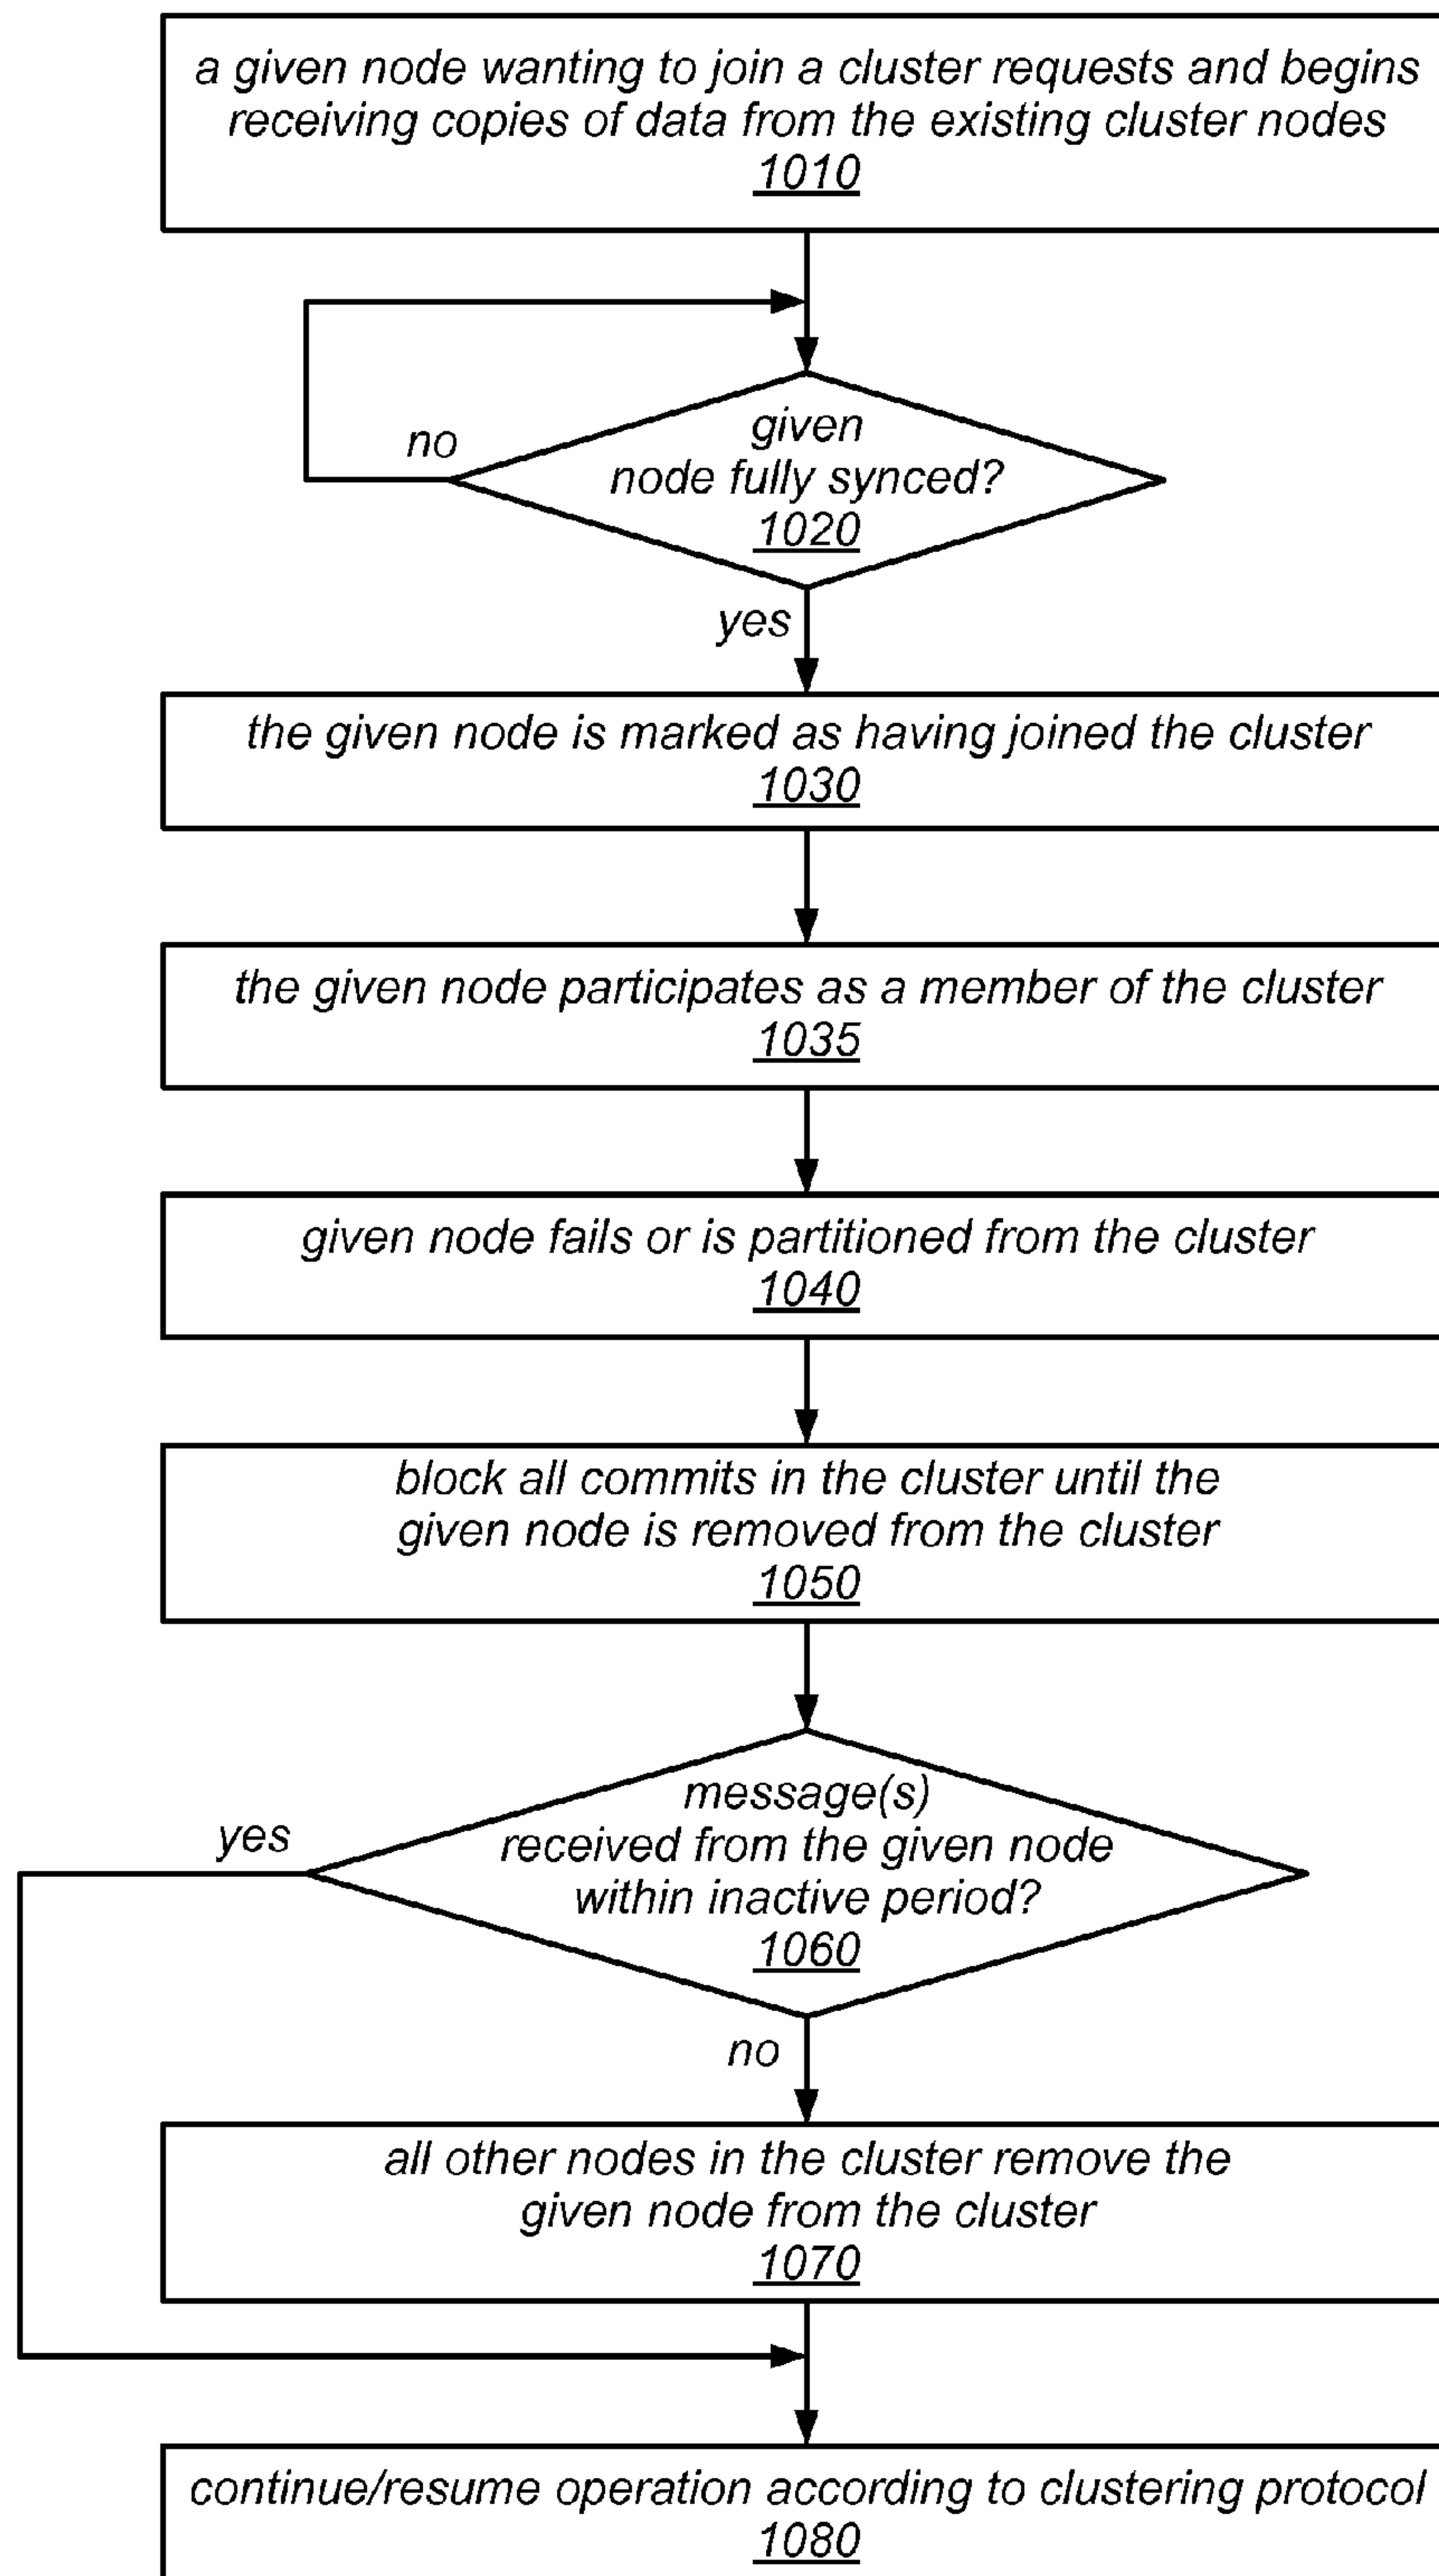 a given node wanting to join a cluster requests and begins
receiving copies of data from the existing cluster nodes
1010
no
given
node fully synced?
1020
yes
the given node is marked as having joined the cluster
1030
the given node participates as a member of the cluster
1035
given node fails or is partitioned from the cluster
1040
block all commits in the cluster until the
given node is removed from the cluster
1050
yes
message(s)
received from the given node
within inactive period?
1060
no
all other nodes in the cluster remove the
given node from the cluster
1070
continue/resume operation according to clustering protocol
1080